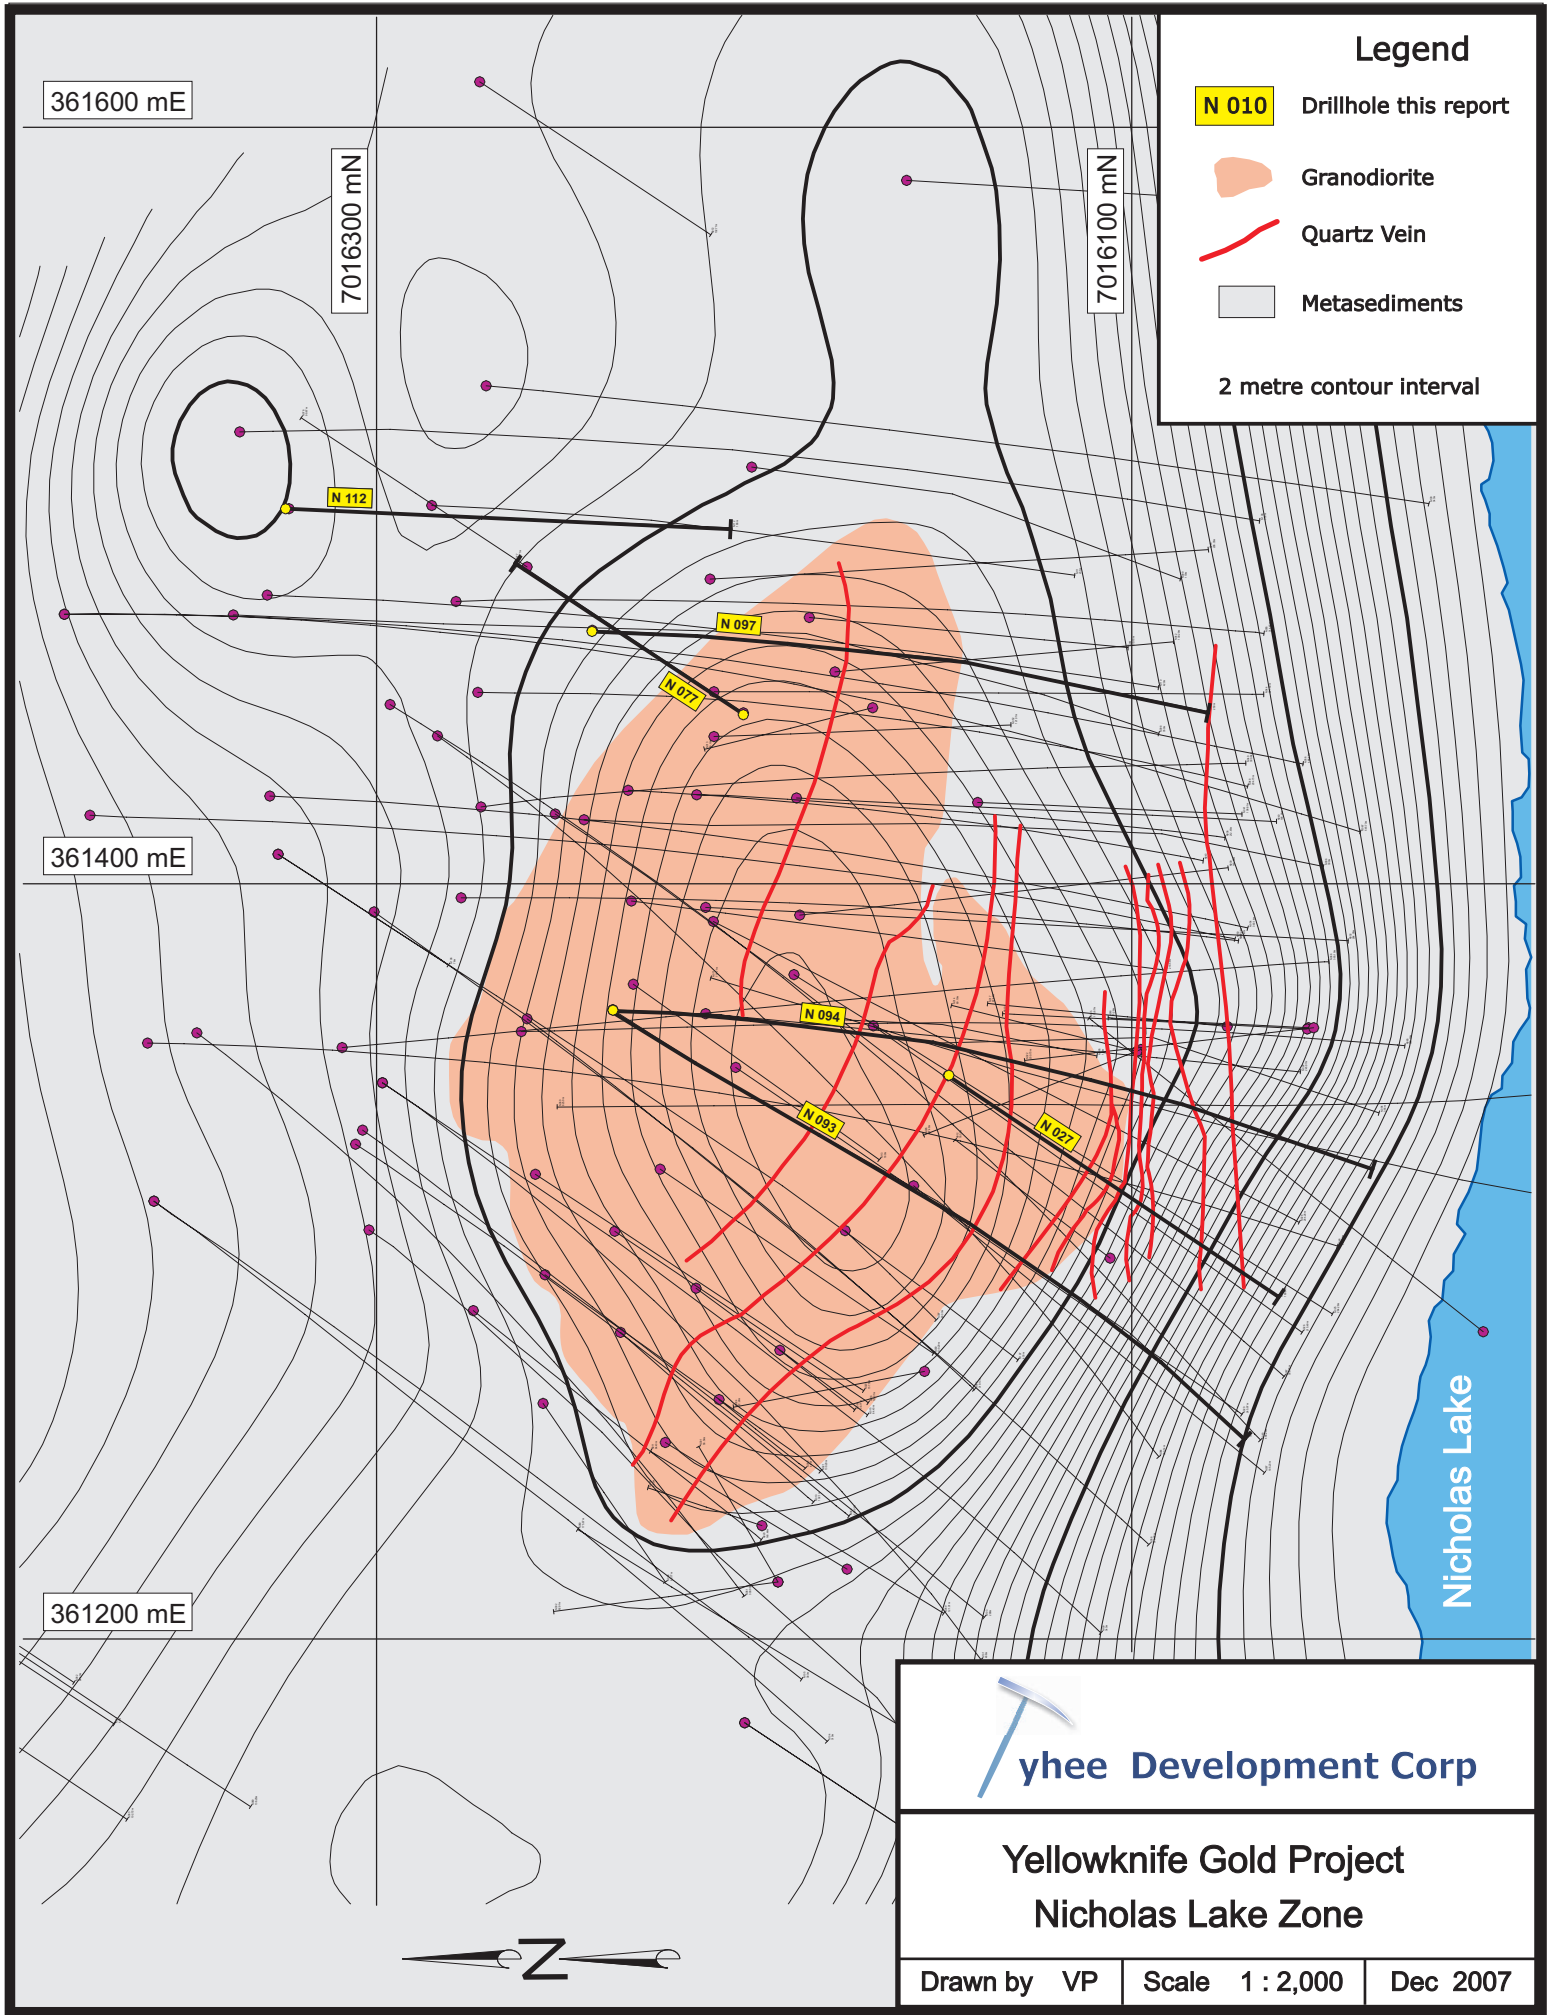 Legend
N 010
Drillhole this report
Granodiorite
Quartz Vein
Metasediments
2 metre contour interval
361600 mE
7016300 mN
7016100 mN
N 112
N 097
N 077
361400 mE
N 094
N 093
N 027
Nicholas Lake
361200 mE
yhee Development Corp
Yellowknife Gold Project
Nicholas Lake Zone
Drawn by VP
Scale 1 : 2,000
Dec 2007
N